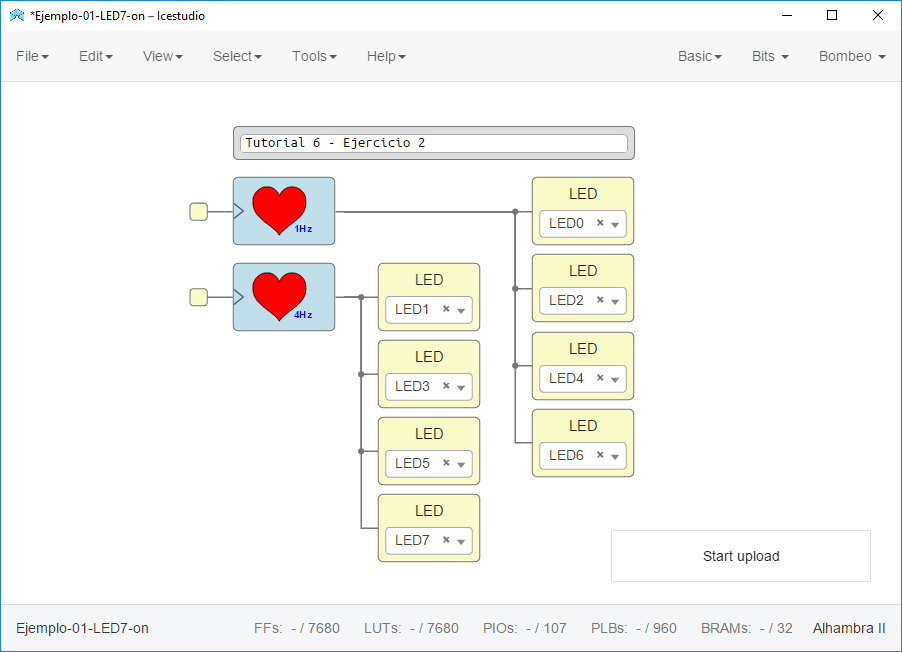 *Ejemplo-01-LED7-on – Icestudio
File Edit View Select Tools Help Basic Bits Bombeo
Tutorial 6 - Ejercicio 2
1Hz
LED
LED0 ×
4Hz
LED
LED1 ×
LED
LED2 ×
LED
LED3 ×
LED
LED4 ×
LED
LED5 ×
LED
LED6 ×
LED
LED7 ×
Start upload
Ejemplo-01-LED7-on FFs: - / 7680 LUTs: - / 7680 PIOs: - / 107 PLBs: - / 960 BRAMs: - / 32 Alhambra II